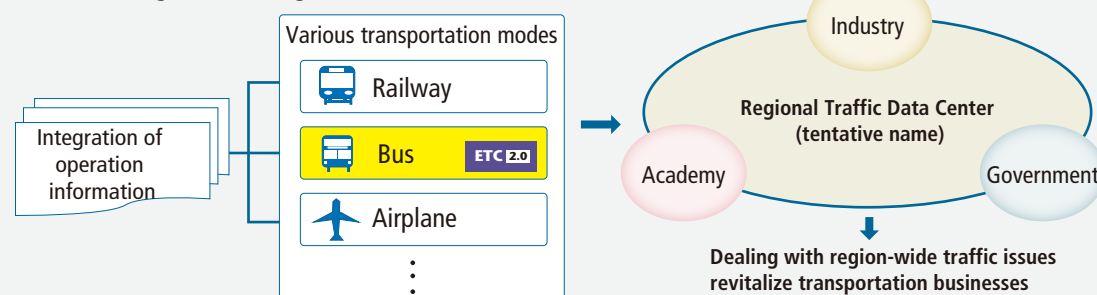 Integration of
operation
information
Various transportation modes
Railway
Bus
ETC 2.0
Airplane
Industry
Regional Traffic Data Center
(tentative name)
Academy
Government
Dealing with region-wide traffic issues
revitalize transportation businesses